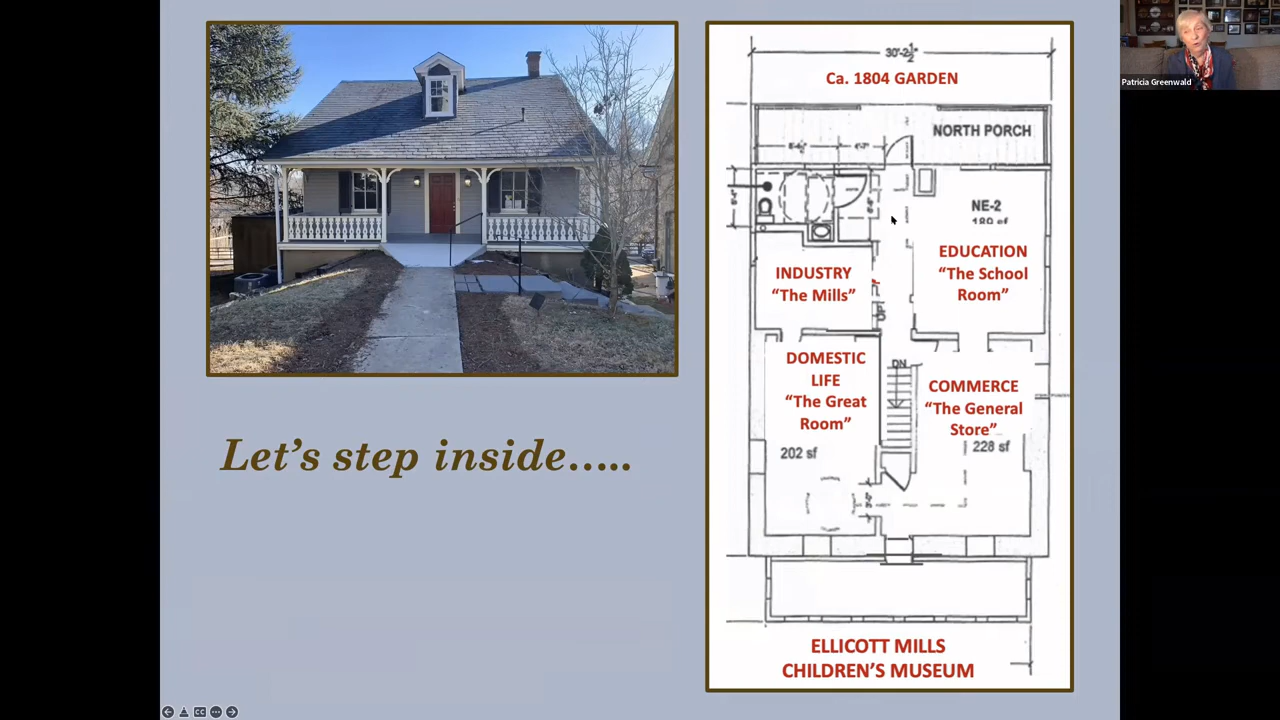 30'-2½"
Ca. 1804 GARDEN
NORTH PORCH
NE-2
EDUCATION
“The School
Room”
INDUSTRY
“The Mills”
DN
DOMESTIC
LIFE
“The Great
Room”
202 sf
COMMERCE
“The General
Store”
228 sf
ELLICOTT MILLS
CHILDREN’S MUSEUM
Let’s step inside…..
Patricia Greenwald
CC